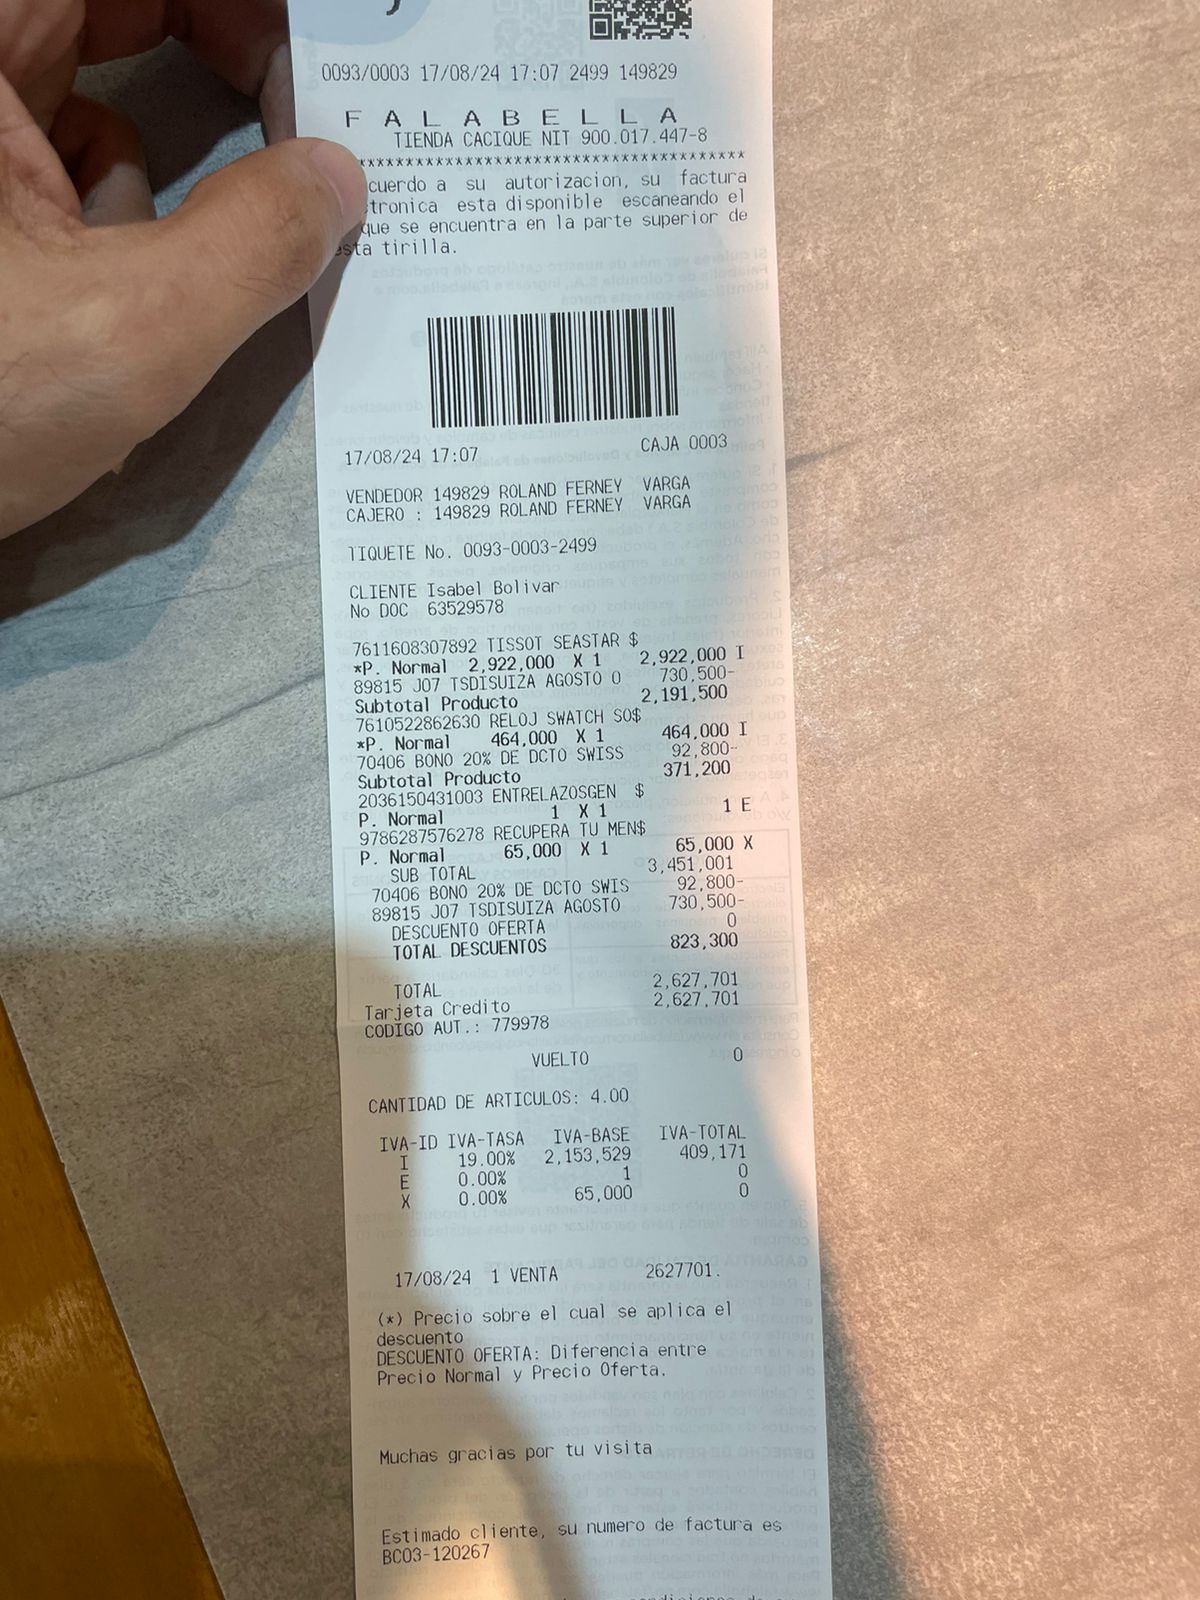 0093/0003 17/08/24 17:07 2499 149829
F A L A B E L L A
TIENDA CACIQUE NIT 900.017.447-8
****************************************
cuerdo a su autorizacion, su factura
ctronica esta disponible escaneando el
que se encuentra en la parte superior de
esta tirilla.
17/08/24 17:07 CAJA 0003
VENDEDOR 149829 ROLAND FERNEY VARGA
CAJERO : 149829 ROLAND FERNEY VARGA
TIQUETE No. 0093-0003-2499
CLIENTE Isabel Bolivar
No DOC 63529578
7611608307892 TISSOT SEASTAR $
*P. Normal 2,922,000 X 1 2,922,000 I
89815 J07 TSDISUIZA AGOSTO O 730,500-
Subtotal Producto 2,191,500
7610522862630 RELOJ SWATCH SO$
*P. Normal 464,000 X 1 464,000 I
70406 BONO 20% DE DCTO SWISS 92,800-
Subtotal Producto 371,200
2036150431003 ENTRELAZOSGEN $
P. Normal 1 X 1 1 E
9786287576278 RECUPERA TU MEN$
P. Normal 65,000 X 1 65,000 X
SUB TOTAL 3,451,001
70406 BONO 20% DE DCTO SWIS 92,800-
89815 J07 TSDISUIZA AGOSTO 730,500-
DESCUENTO OFERTA 0
TOTAL DESCUENTOS 823,300
TOTAL 2,627,701
Tarjeta Credito 2,627,701
CODIGO AUT.: 779978
VUELTO 0
CANTIDAD DE ARTICULOS: 4.00
IVA-ID IVA-TASA IVA-BASE IVA-TOTAL
I 19.00% 2,153,529 409,171
E 0.00% 1 0
X 0.00% 65,000 0
17/08/24 1 VENTA 2627701.
(*) Precio sobre el cual se aplica el
descuento
DESCUENTO OFERTA: Diferencia entre
Precio Normal y Precio Oferta.
Muchas gracias por tu visita
Estimado cliente, su numero de factura es
BC03-120267